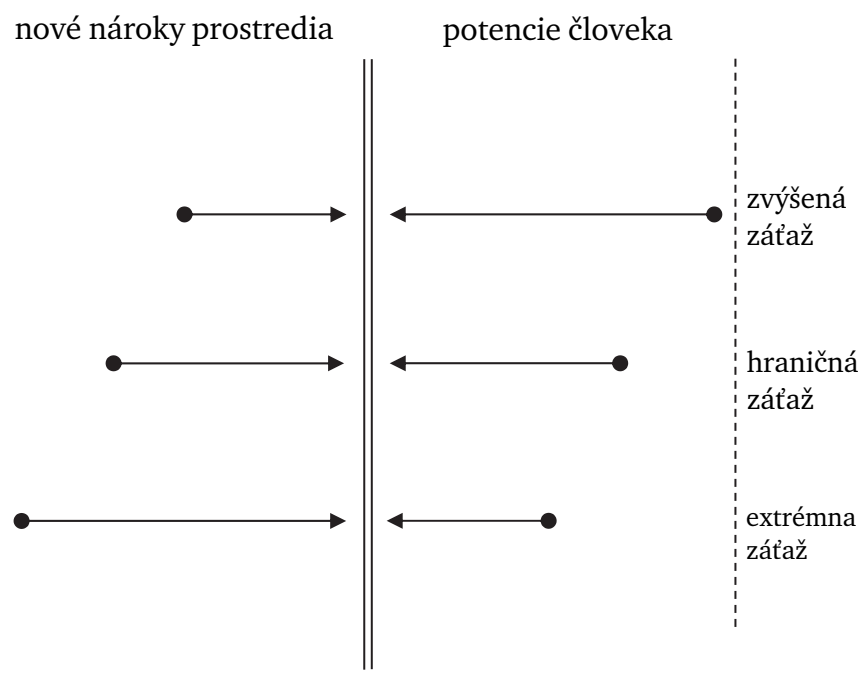 nové nároky prostredia
potencie človeka
zvýšená
záťaž
hraničná
záťaž
extrémna
záťaž